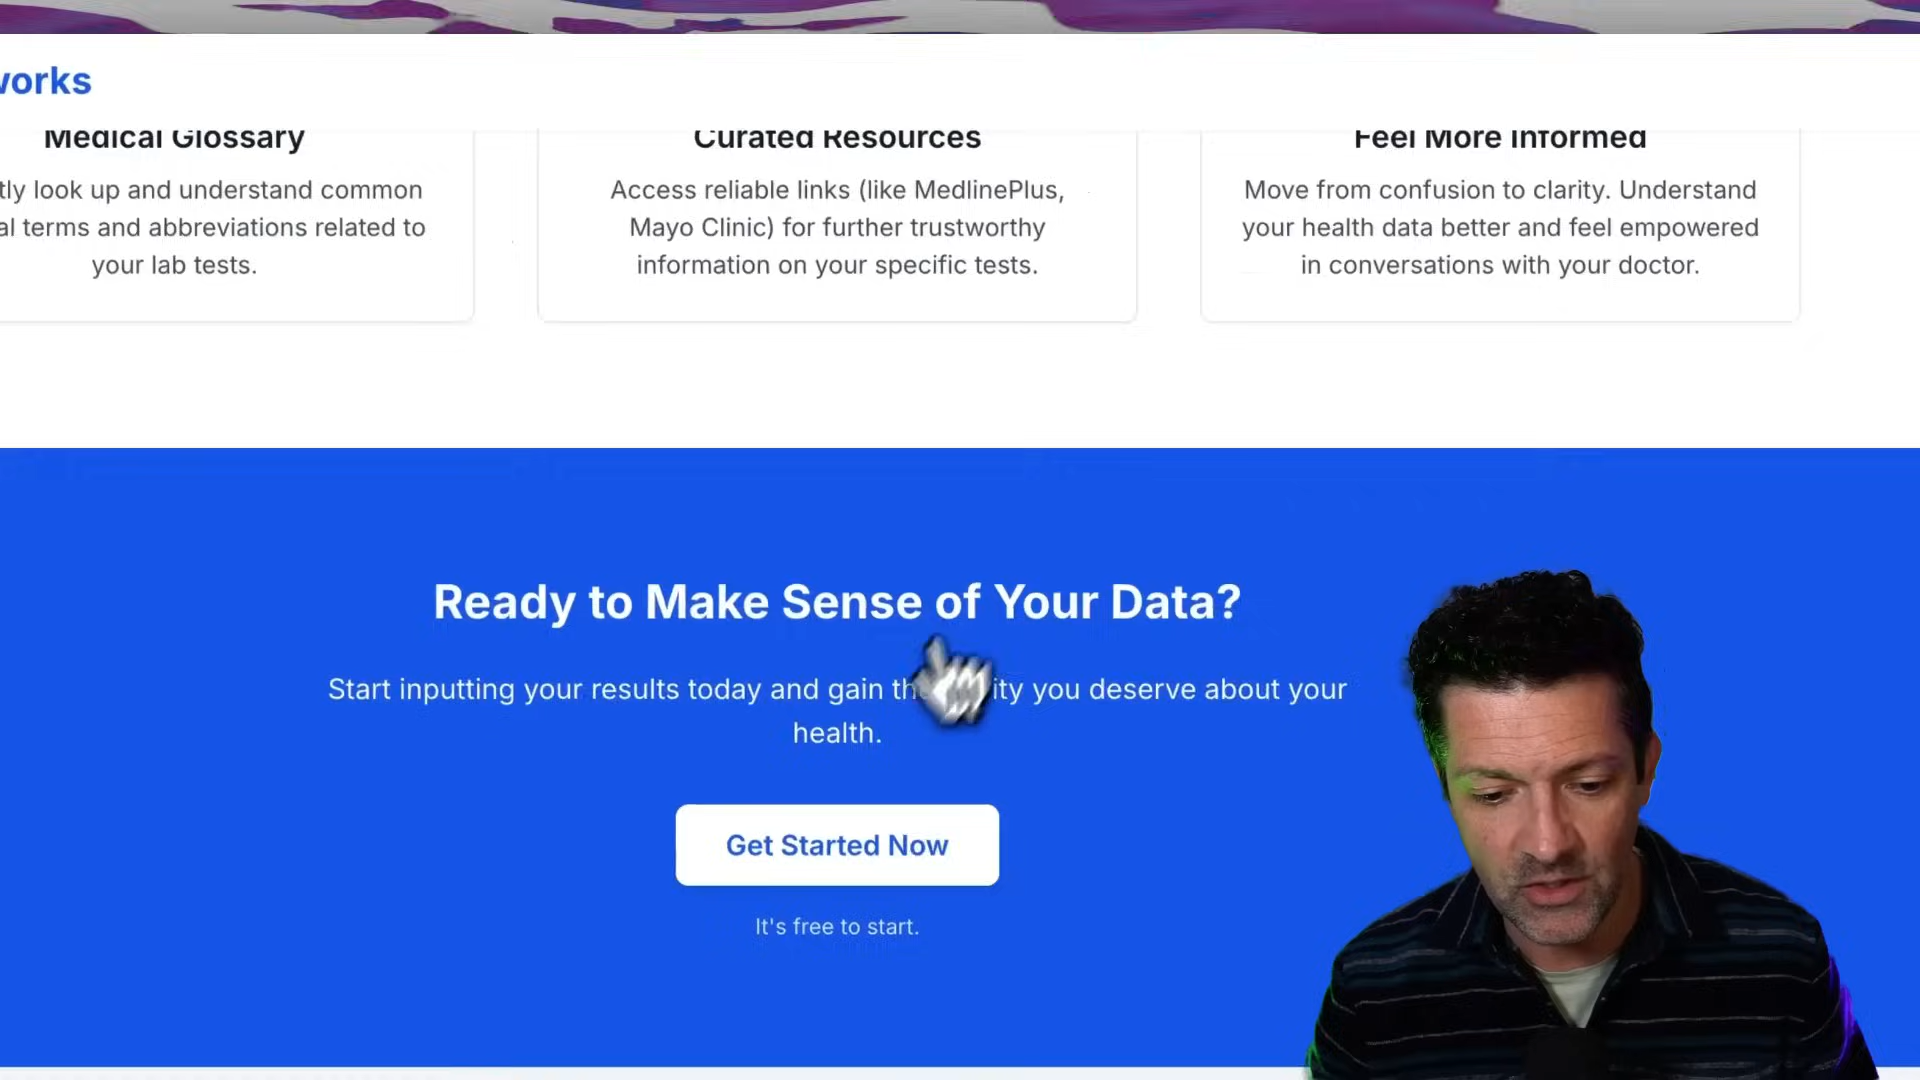 works
Medical Glossary
Curated Resources
Feel More Informed
tly look up and understand common
al terms and abbreviations related to
your lab tests.
Access reliable links (like MedlinePlus,
Mayo Clinic) for further trustworthy
information on your specific tests.
Move from confusion to clarity. Understand
your health data better and feel empowered
in conversations with your doctor.
Ready to Make Sense of Your Data?
Start inputting your results today and gain you deserve about your
health.
Get Started Now
It's free to start.